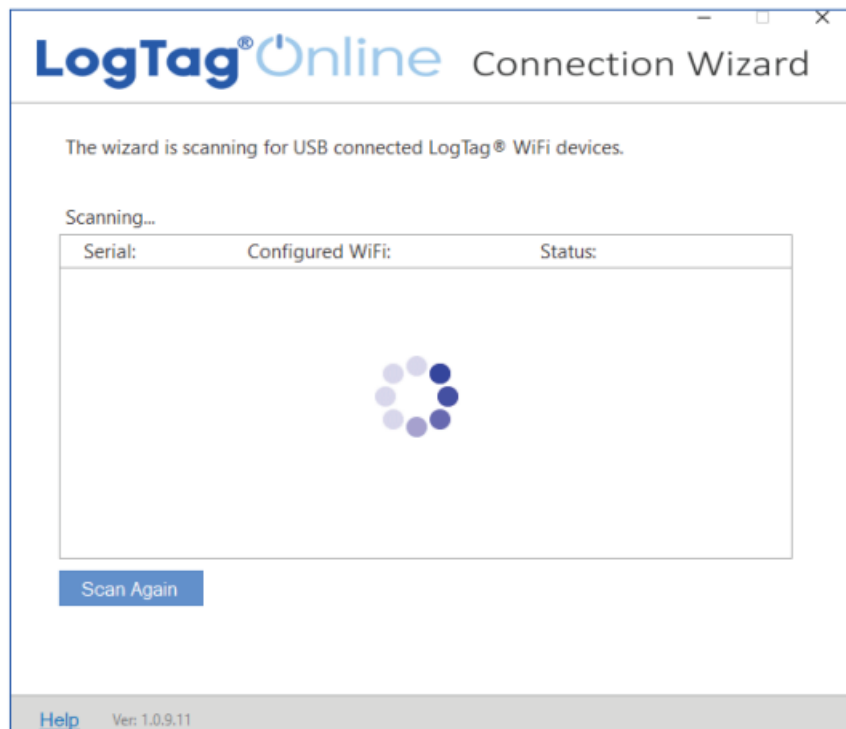 LogTag® Online Connection Wizard
The wizard is scanning for USB connected LogTag® WiFi devices.
Scanning...
Serial: Configured WiFi: Status:
Scan Again
Help Ver: 1.0.9.11